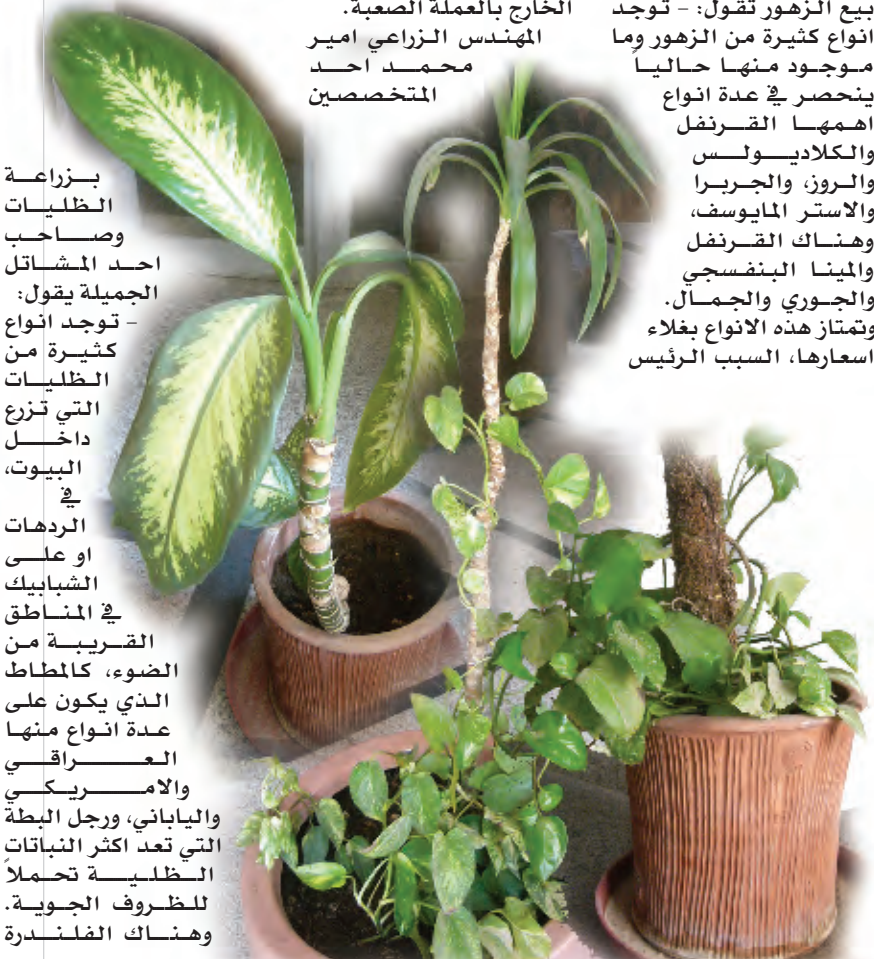 بيع الزهور تقول: - توجد
انواع كثيرة من الزهور وما
موجود منها حالياً
ينحصر في عدة انواع
اهمها القرنفل
والكلاديولس
والروز، والجربرا
والاستر المايوسف،
وهناك القرنفل
والمينا البنفسجي
والجوري والجمال.
وتمتاز هذه الانواع بغلاء
اسعارها، السبب الرئيس
الخارج بالعملة الصعبة.
المهندس الزراعي امير
محمد احمد
المتخصصين
بزراعة
الظليات
وصاحب
احد المشاتل
الجميلة يقول:
- توجد انواع
كثيرة من
الظليات
التي تزرع
داخل
البيوت،
في
الردهات
او على
الشبابيك
في المناطق
القريبة من
الضوء، كالمطاط
الذي يكون على
عدة انواع منها
العراقي
والامريكي
والياباني، ورجل البطة
التي تعد اكثر النباتات
الظلية تحملاً
للظروف الجوية.
وهناك الفلندرة